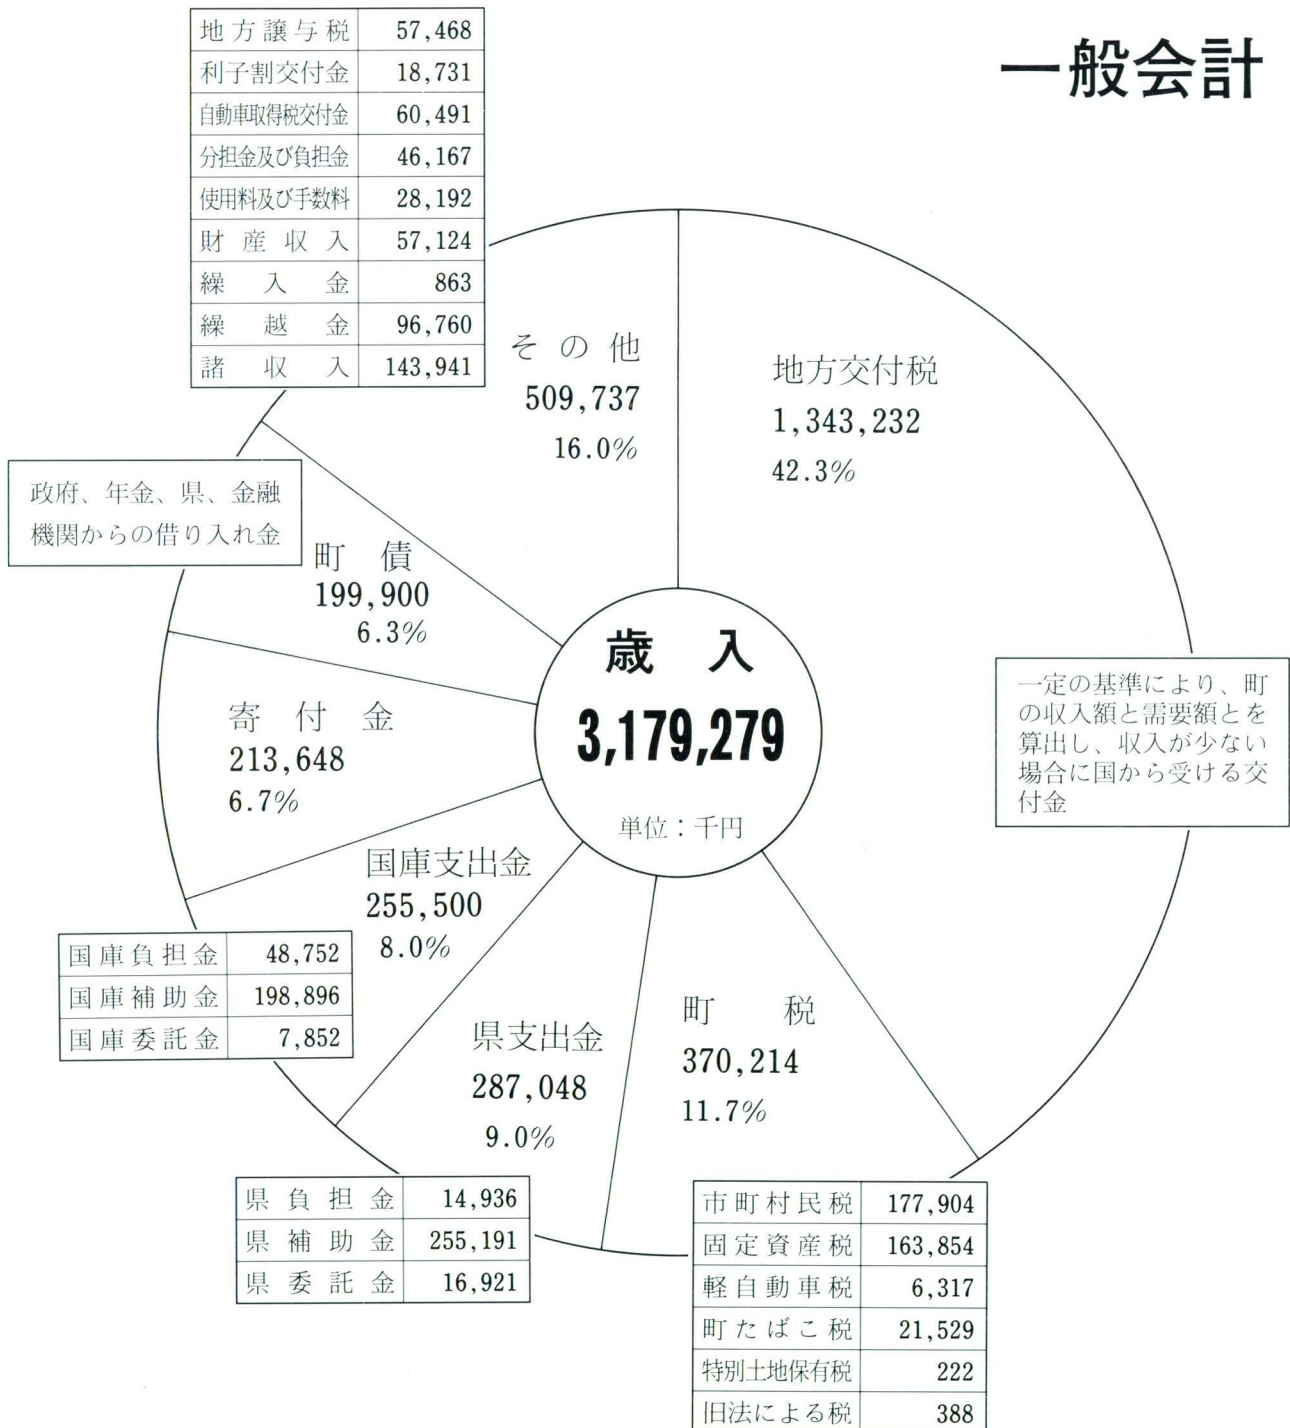 一般会計
地方譲与税 57,468
利子割交付金 18,731
自動車取得税交付金 60,491
分担金及び負担金 46,167
使用料及び手数料 28,192
財産収入 57,124
繰入金 863
繰越金 96,760
諸収入 143,941
その他
509,737
16.0%
地方交付税
1,343,232
42.3%
政府、年金、県、金融
機関からの借り入れ金
町債
199,900
6.3%
歳入
3,179,279
単位：千円
一定の基準により、町
の収入額と需要額とを
算出し、収入が少ない
場合に国から受ける交
付金
寄付金
213,648
6.7%
国庫支出金
255,500
8.0%
国庫負担金 48,752
国庫補助金 198,896
国庫委託金 7,852
県支出金
287,048
9.0%
町税
370,214
11.7%
県負担金 14,936
県補助金 255,191
県委託金 16,921
市町村民税 177,904
固定資産税 163,854
軽自動車税 6,317
町たばこ税 21,529
特別土地保有税 222
旧法による税 388